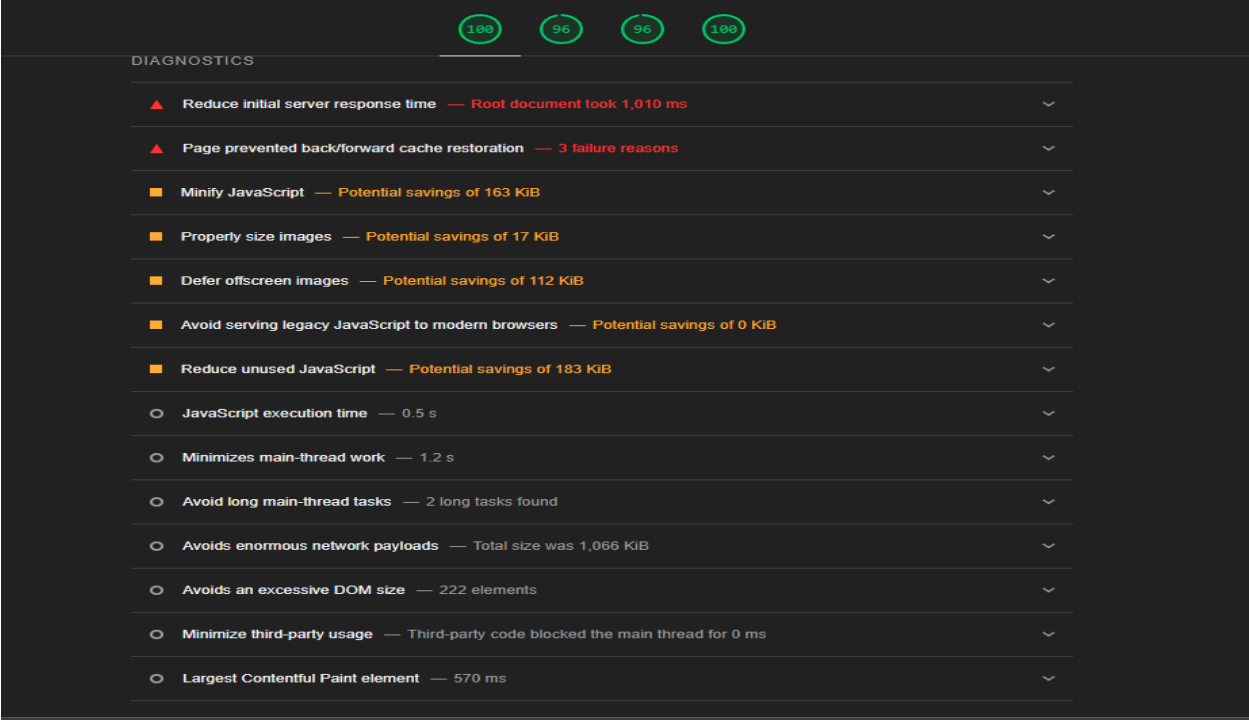 100 96 96 100
DIAGNOSTICS
Reduce initial server response time — Root document took 1,010 ms
Page prevented back/forward cache restoration — 3 failure reasons
Minify JavaScript — Potential savings of 163 KiB
Properly size images — Potential savings of 17 KiB
Defer offscreen images — Potential savings of 112 KiB
Avoid serving legacy JavaScript to modern browsers — Potential savings of 0 KiB
Reduce unused JavaScript — Potential savings of 183 KiB
JavaScript execution time — 0.5 s
Minimizes main-thread work — 1.2 s
Avoid long main-thread tasks — 2 long tasks found
Avoids enormous network payloads — Total size was 1,066 KiB
Avoids an excessive DOM size — 222 elements
Minimize third-party usage — Third-party code blocked the main thread for 0 ms
Largest Contentful Paint element — 570 ms